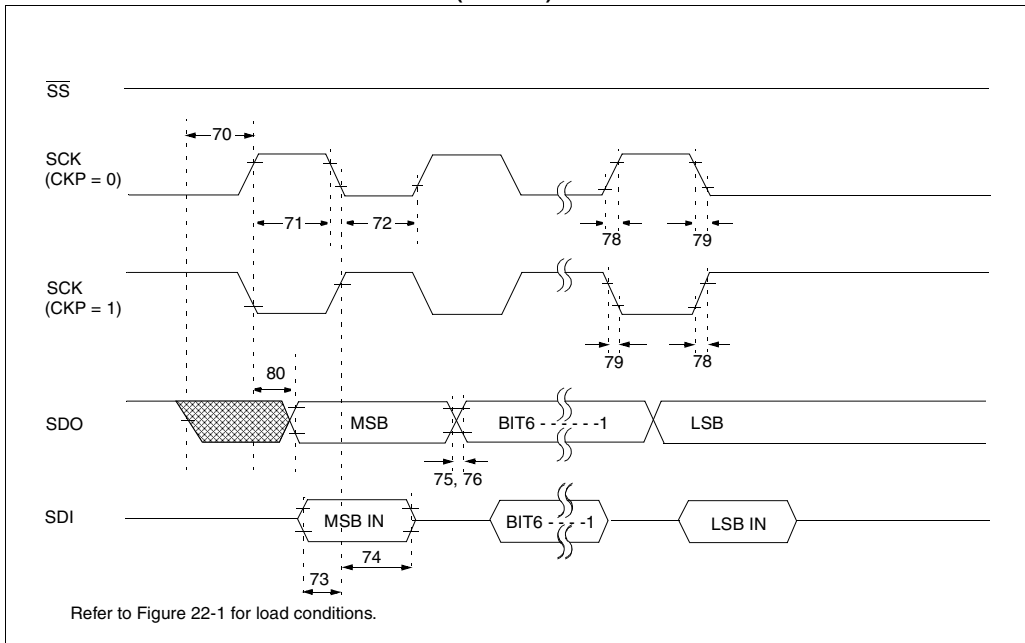 SS
70
SCK
(CKP = 0)
71
72
78
79
SCK
(CKP = 1)
79
78
80
SDO
MSB
BIT6 - - - - - -1
LSB
75, 76
SDI
MSB IN
BIT6 - - - - -1
LSB IN
74
73
Refer to Figure 22-1 for load conditions.